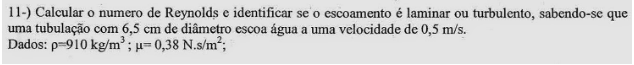 11-) Calcular o numero de Reynolds e identificar se o escoamento é laminar ou turbulento, sabendo-se que
uma tubulação com 6,5 cm de diâmetro escoa água a uma velocidade de 0,5 m/s.
Dados: ρ=910 kg/m³ ; μ= 0,38 N.s/m²;